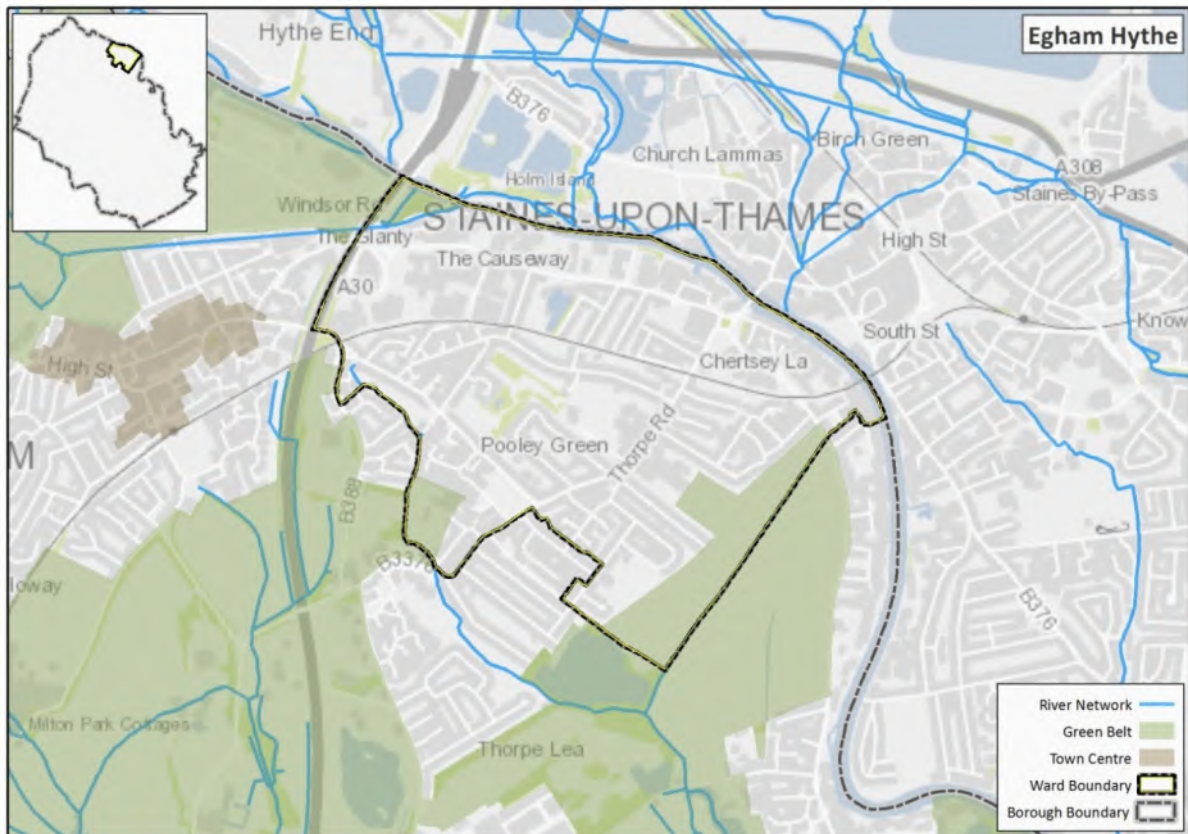 Egham Hythe
Hythe End
B376
Birch Green
Church Lammas
A308
Holm Island
Staines By-Pass
Windsor Rd
STAINES-UPON-THAMES
The Glanty
High St
The Causeway
A30
South St
Know
High St
Chertsey La
Pooley Green
Thorpe Rd
M
B388
B3376
loway
B376
Milton Park Cottages
Thorpe Lea
River Network
Green Belt
Town Centre
Ward Boundary
Borough Boundary